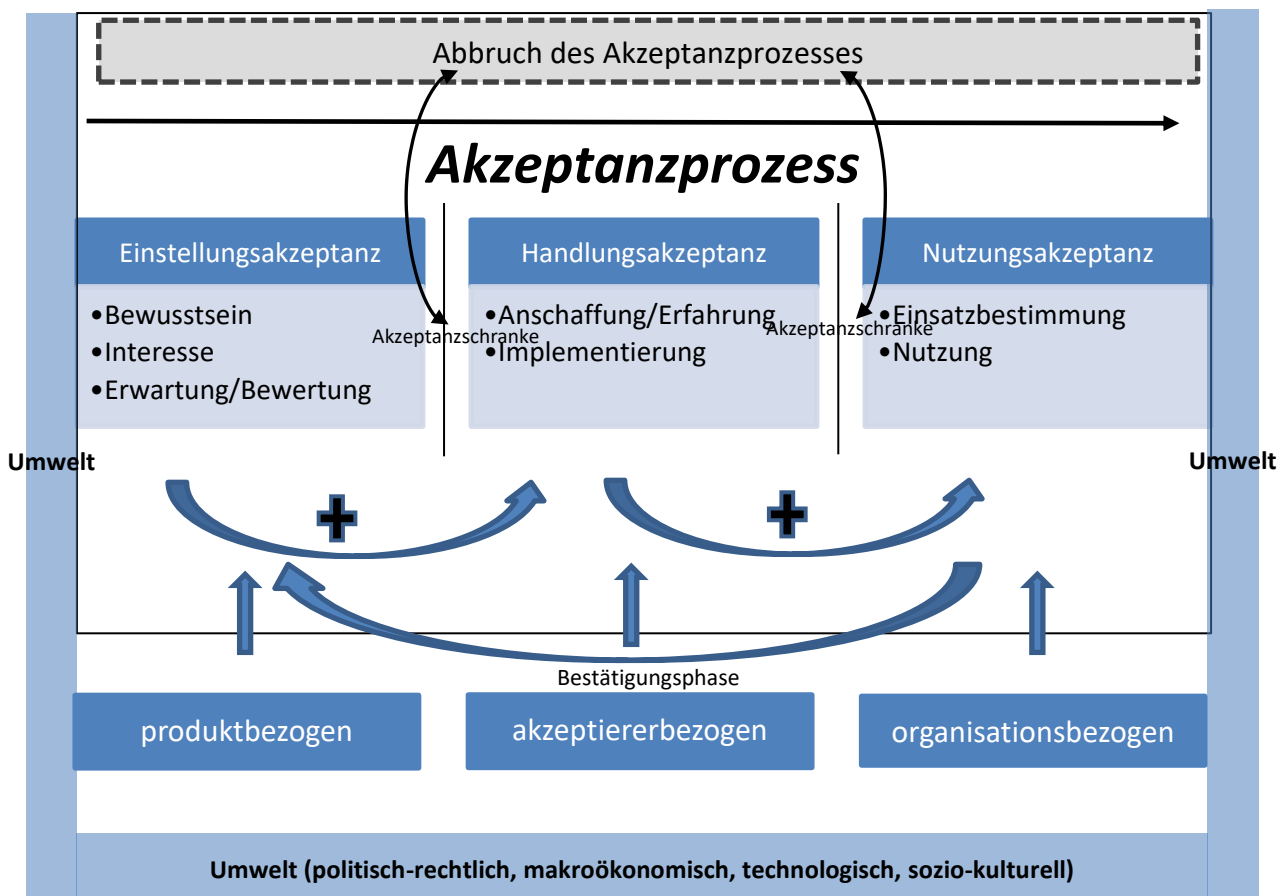 Abbruch des Akzeptanzprozesses
Akzeptanzprozess
Einstellungsakzeptanz
•Bewusstsein
•Interesse
•Erwartung/Bewertung
Akzeptanzschranke
Handlungsakzeptanz
•Anschaffung/Erfahrung
•Implementierung
Akzeptanzschranke
Nutzungsakzeptanz
•Einsatzbestimmung
•Nutzung
Umwelt
Umwelt
+
+
Bestätigungsphase
produktbezogen
akzeptiererbezogen
organisationsbezogen
Umwelt (politisch-rechtlich, makroökonomisch, technologisch, sozio-kulturell)